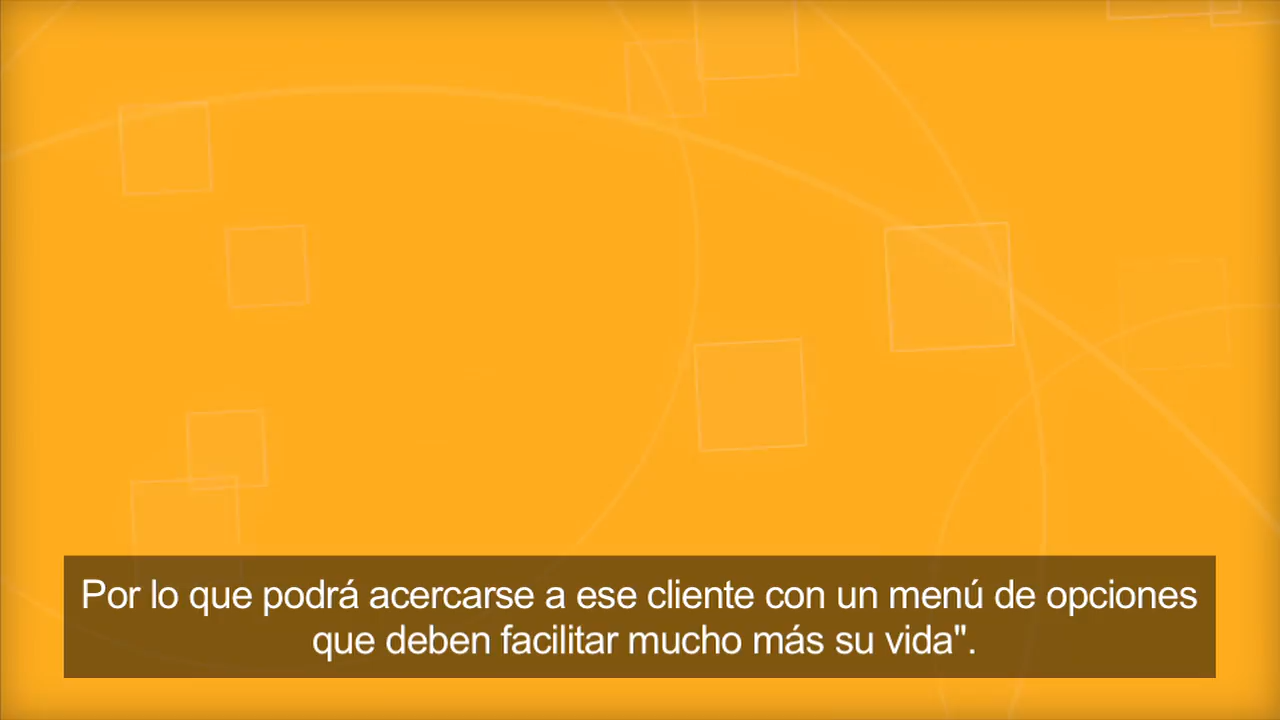 Por lo que podrá acercarse a ese cliente con un menú de opciones
que deben facilitar mucho más su vida".